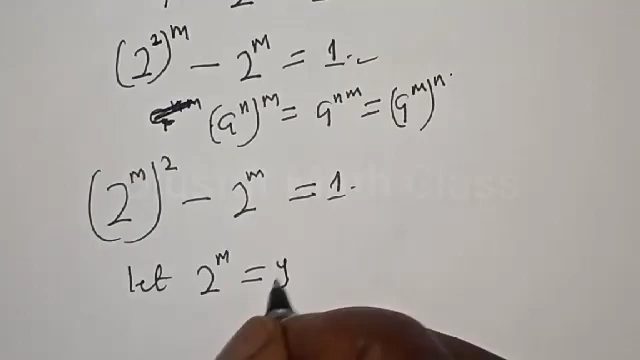 (2²)ᵐ − 2ᵐ = 1.
(aⁿ)ᵐ = aⁿᵐ = (aᵐ)ⁿ.
(2ᵐ)² − 2ᵐ = 1.
let 2ᵐ = y